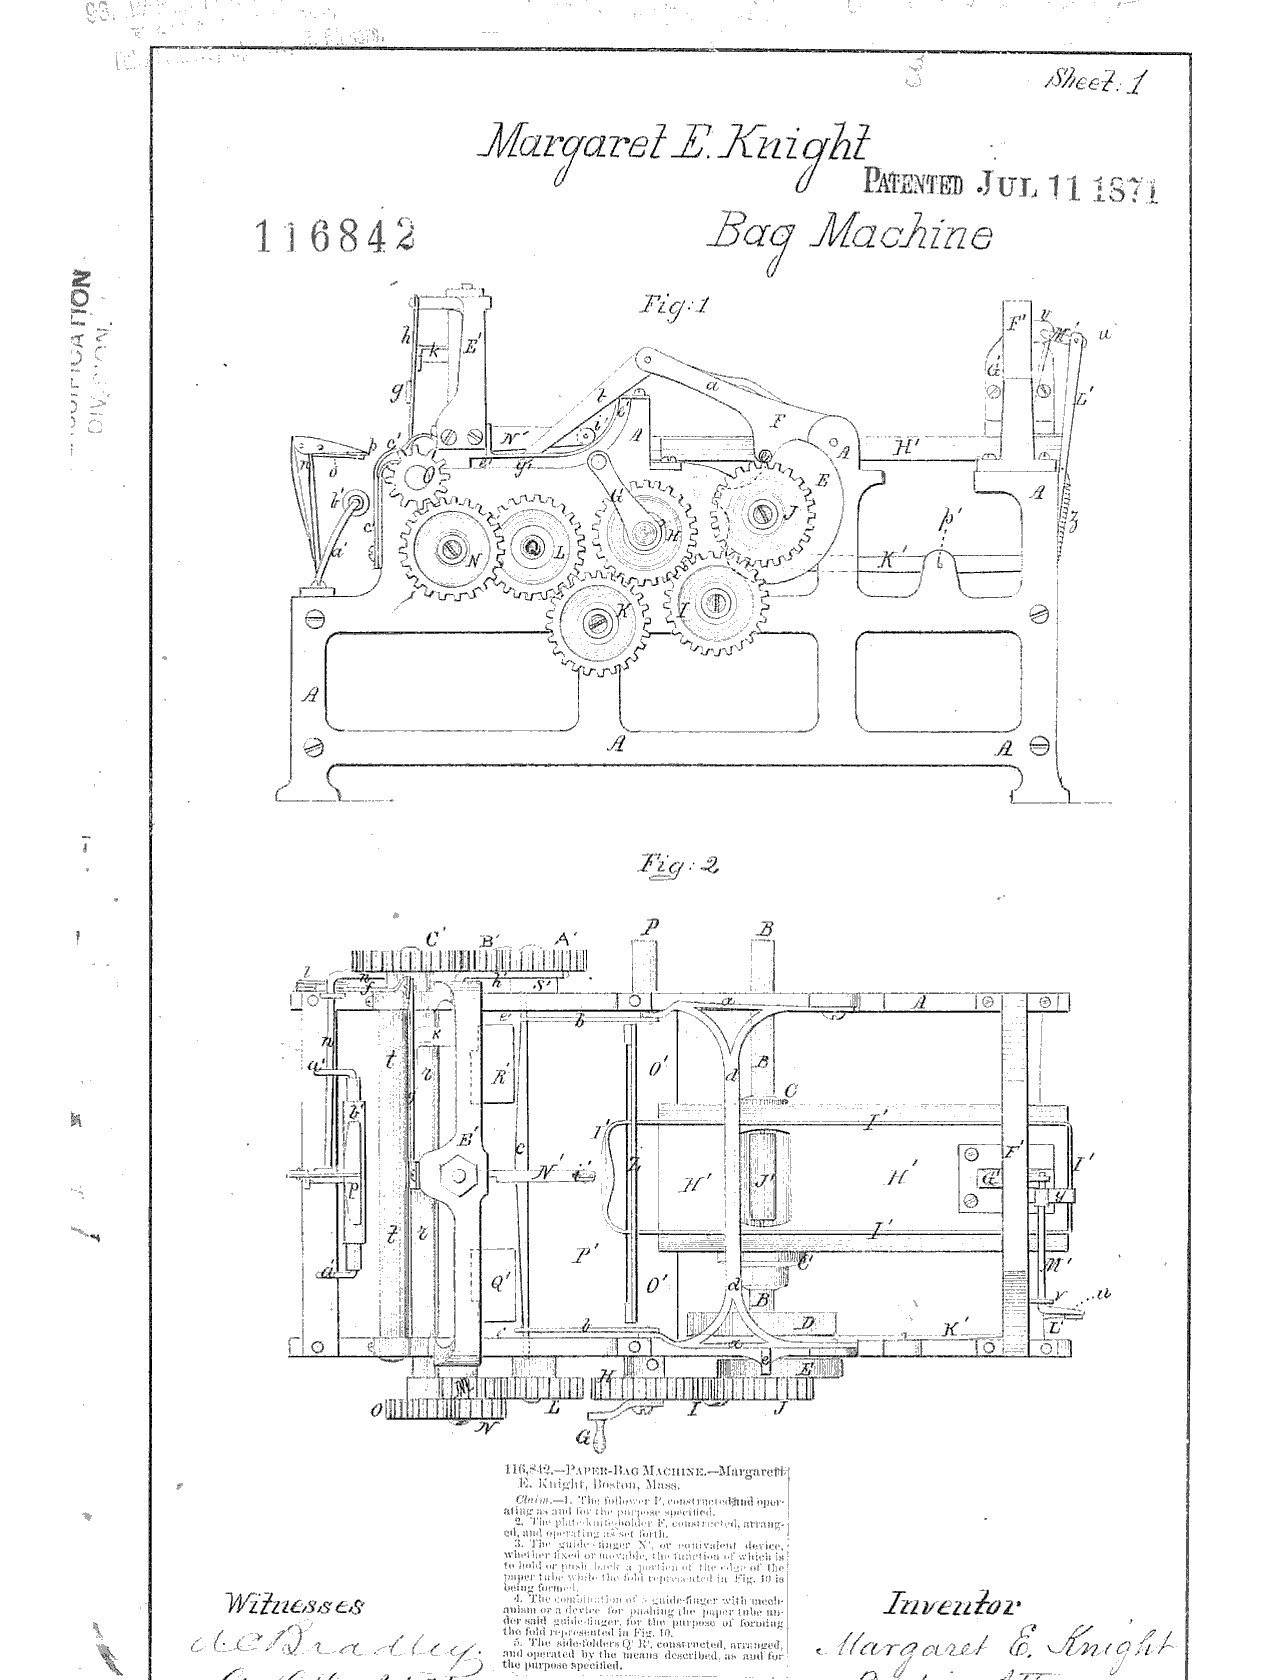 Sheet: 1
Margaret E. Knight
PATENTED JUL 11 1871
116842
Bag Machine
DIVISION.
Fig: 1
h
k
E'
g
F'
v
M'
u
G'
L'
t
a
F
A
N'
A
H'
E
A
z
n
o
p
c'
O
b'
c
a'
N
Q
L
G
H
J
p'
K'
i
K
I
A
A
A
Fig: 2
C' B' A' P B
l
n
f
h'
S'
a
A
e
b
K
n
a'
t
r
R'
O'
B
d
C
b'
E'
c
I'
I'
F'
I'
N'
Z
H'
J'
H'
G'
y
p
t
r
P'
I'
C'
M'
Q'
O'
d
B
v
u
a'
b
D
K'
L'
a
e
E
M
H
O
L
I
J
N
G
116,842.—PAPER-BAG MACHINE.—Margaret
E. Knight, Boston, Mass.
Claim.—1. The follower P', constructed and oper-
ating as and for the purpose specified.
2. The plate-knife-holder F, constructed, arrang-
ed, and operating as set forth.
3. The guide-finger N', or equivalent device,
whether fixed or movable, the function of which is
to hold or push back a portion of the edge of the
paper tube while the fold represented in Fig. 10 is
being formed.
4. The combination of a guide-finger with mech-
anism or a device for pushing the paper tube un-
der said guide-finger, for the purpose of forming
the fold represented in Fig. 10.
5. The side-folders Q' R', constructed, arranged,
and operated by the means described, as and for
the purpose specified.
Witnesses
Inventor
Bradley.
Margaret E. Knight